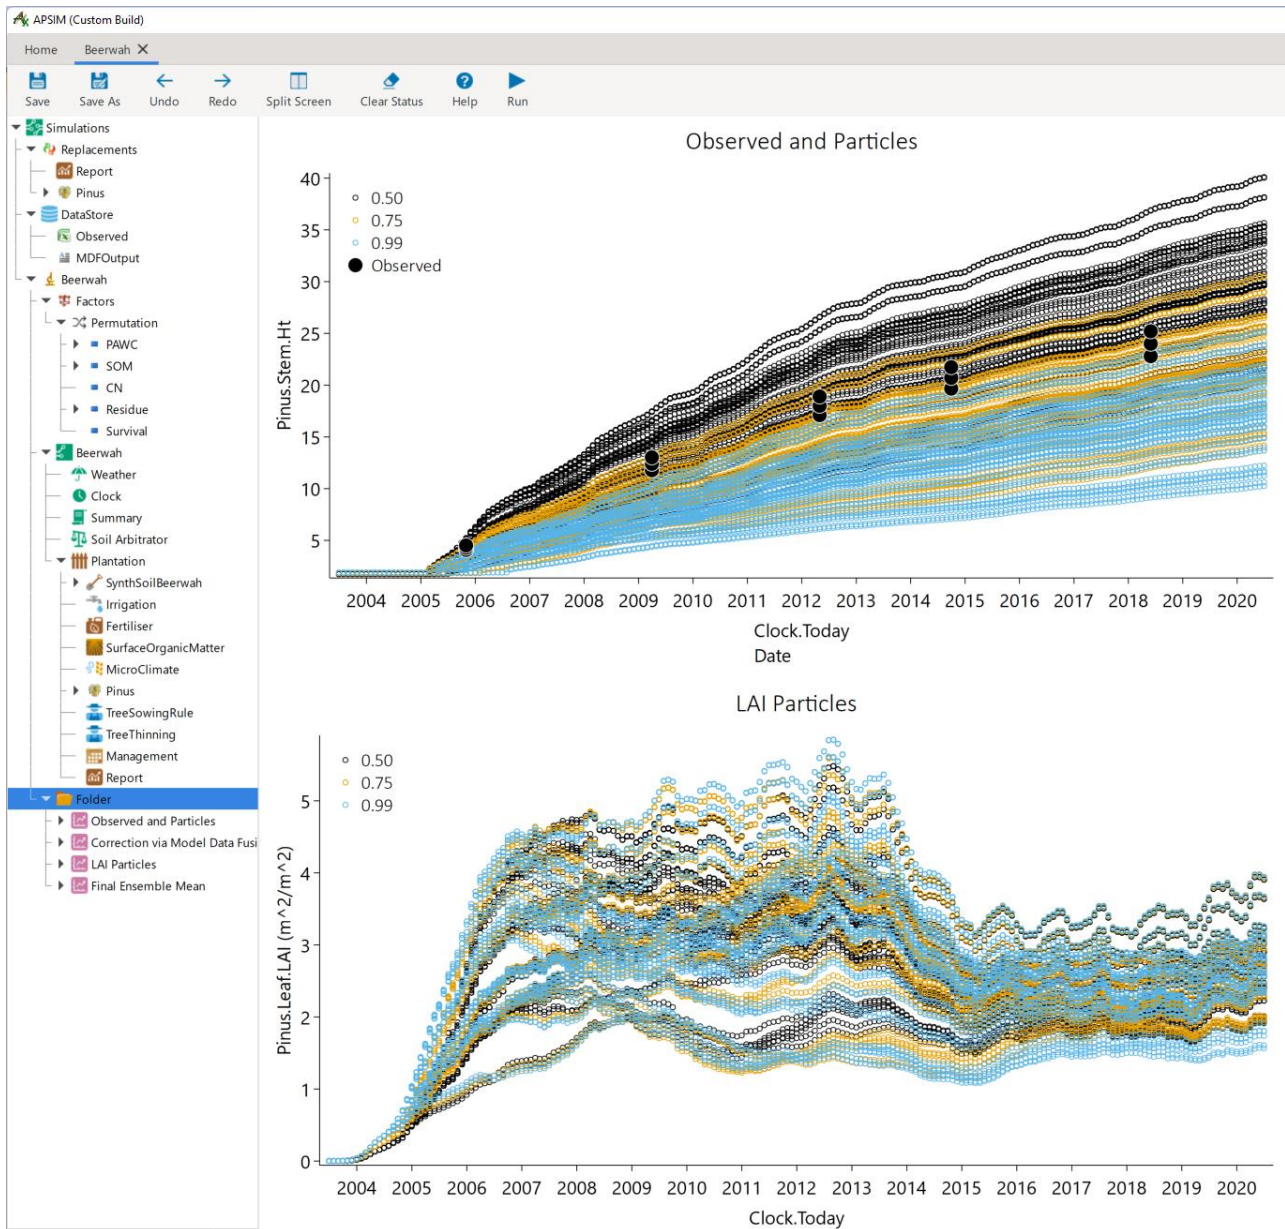 APSIM (Custom Build)
Home Beerwah
Save Save As Undo Redo Split Screen Clear Status Help Run
Simulations
Replacements
Report
Pinus
DataStore
Observed
MDFOutput
Beerwah
Factors
Permutation
PAWC
SOM
CN
Residue
Survival
Beerwah
Weather
Clock
Summary
Soil Arbitrator
Plantation
SynthSoilBeerwah
Irrigation
Fertiliser
SurfaceOrganicMatter
MicroClimate
Pinus
TreeSowingRule
TreeThinning
Management
Report
Folder
Observed and Particles
Correction via Model Data Fusi
LAI Particles
Final Ensemble Mean
Observed and Particles
40
35
30
25
20
15
10
5
Pinus.Stem.Ht
0.50
0.75
0.99
Observed
2004 2005 2006 2007 2008 2009 2010 2011 2012 2013 2014 2015 2016 2017 2018 2019 2020
Clock.Today
Date
LAI Particles
5
4
3
2
1
0
Pinus.Leaf.LAI (m^2/m^2)
0.50
0.75
0.99
2004 2005 2006 2007 2008 2009 2010 2011 2012 2013 2014 2015 2016 2017 2018 2019 2020
Clock.Today